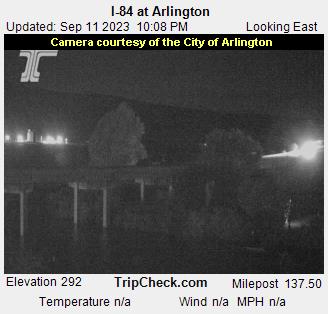 I-84 at Arlington
Updated: Sep 11 2023 10:08 PM Looking East
Camera courtesy of the City of Arlington
Elevation 292 TripCheck.com Milepost 137.50
Temperature n/a Wind n/a MPH n/a